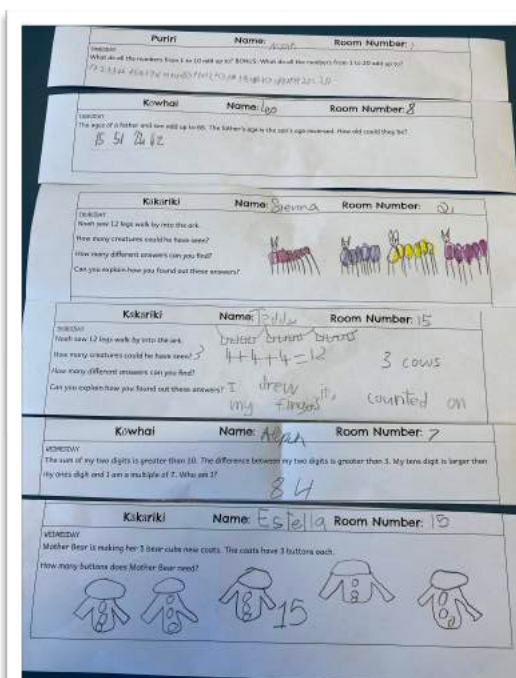 Puriri Name: Room Number:
THURSDAY
What do all the numbers from 1 to 10 add up to? BONUS: What do all the numbers from 1 to 20 add up to?
Kowhai Name: Leo Room Number: 8
THURSDAY
The ages of a father and son add up to 66. The father's age is the son's age reversed. How old could they be?
15 51 24 42
Kakariki Name: Sienna Room Number:
THURSDAY
Noah saw 12 legs walk by into the ark.
How many creatures could he have seen?
How many different answers can you find?
Can you explain how you found out these answers?
Kakariki Name: Room Number: 15
THURSDAY
Noah saw 12 legs walk by into the ark.
How many creatures could he have seen? 3 4+4+4=12 3 cows
How many different answers can you find?
Can you explain how you found out these answers? I drew it, counted on
my fingers
Kowhai Name: Room Number: 7
WEDNESDAY
The sum of my two digits is greater than 10. The difference between my two digits is greater than 3. My tens digit is larger than
my ones digit and I am a multiple of 7. Who am I?
84
Kakariki Name: Estella Room Number: 15
WEDNESDAY
Mother Bear is making her 5 bear cubs new coats. The coats have 3 buttons each.
How many buttons does Mother Bear need?
15